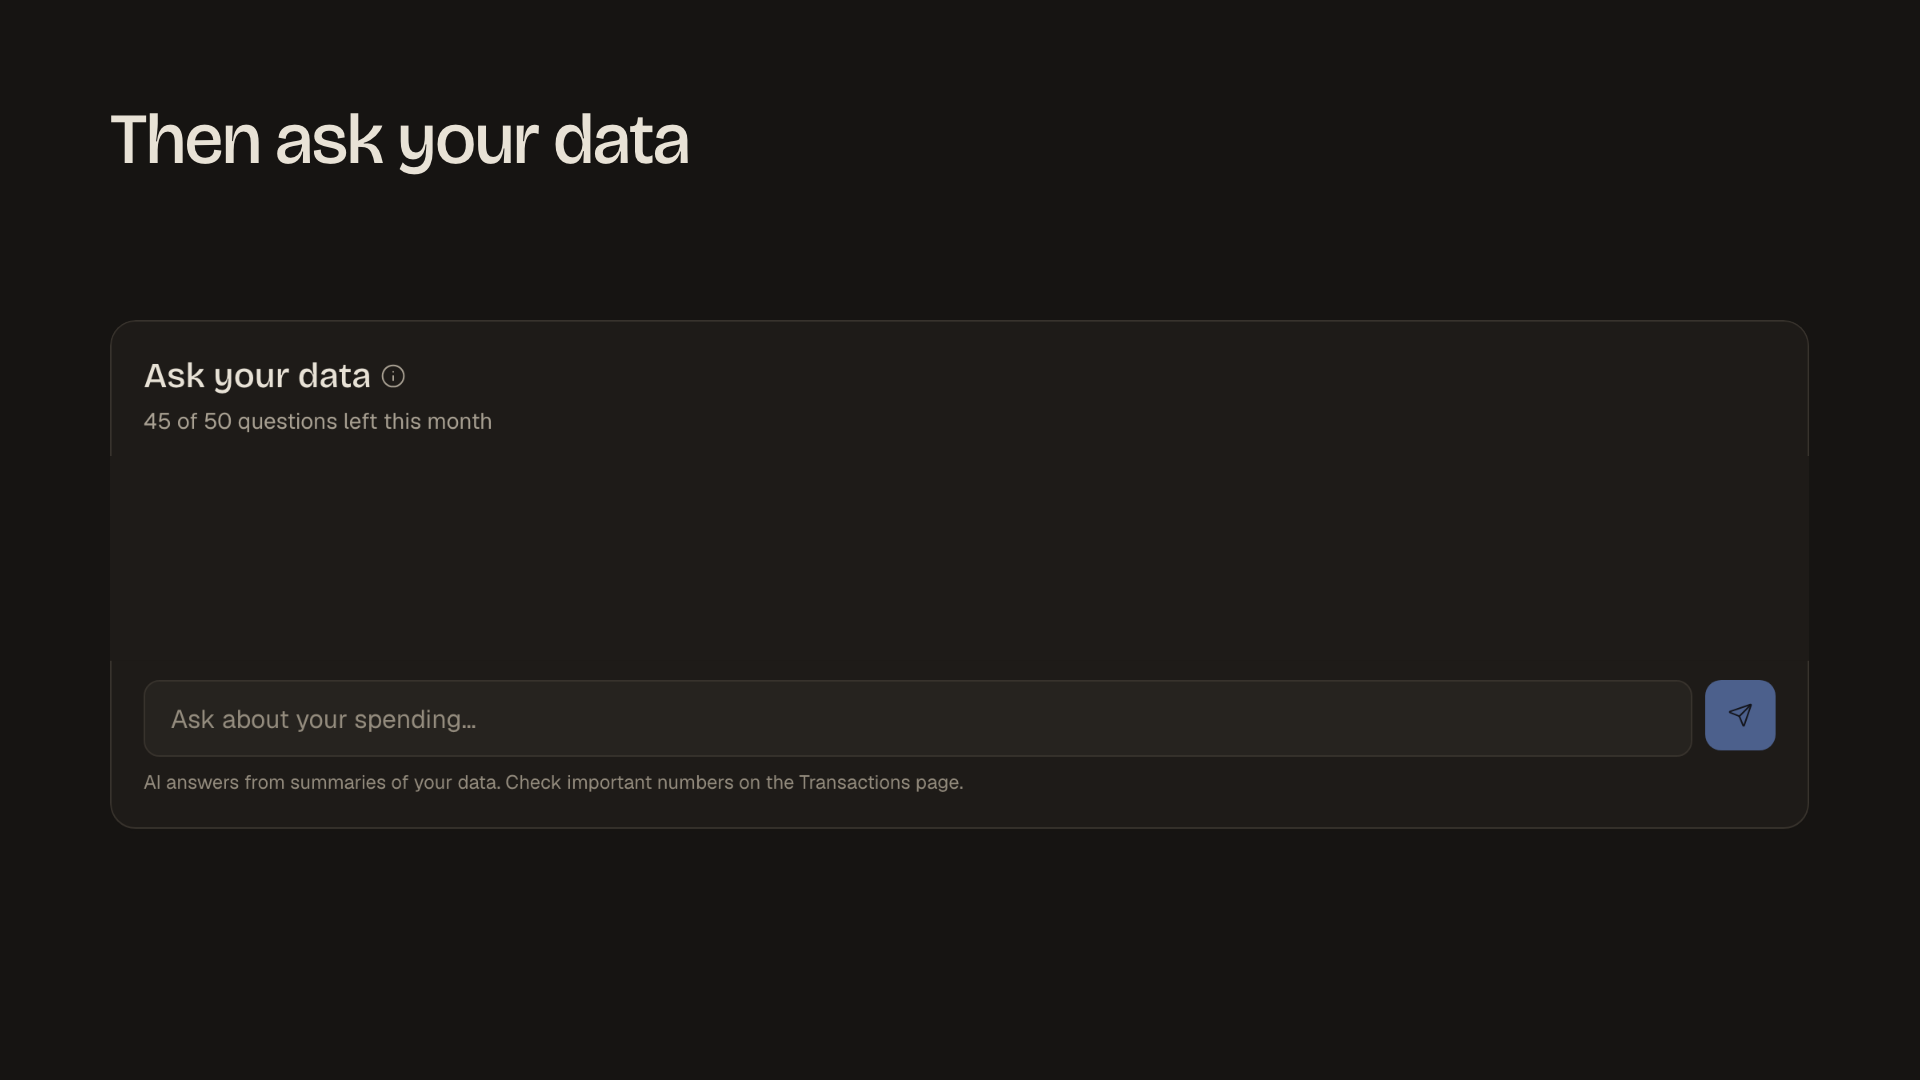 Then ask your data
Ask your data
45 of 50 questions left this month
Ask about your spending...
AI answers from summaries of your data. Check important numbers on the Transactions page.